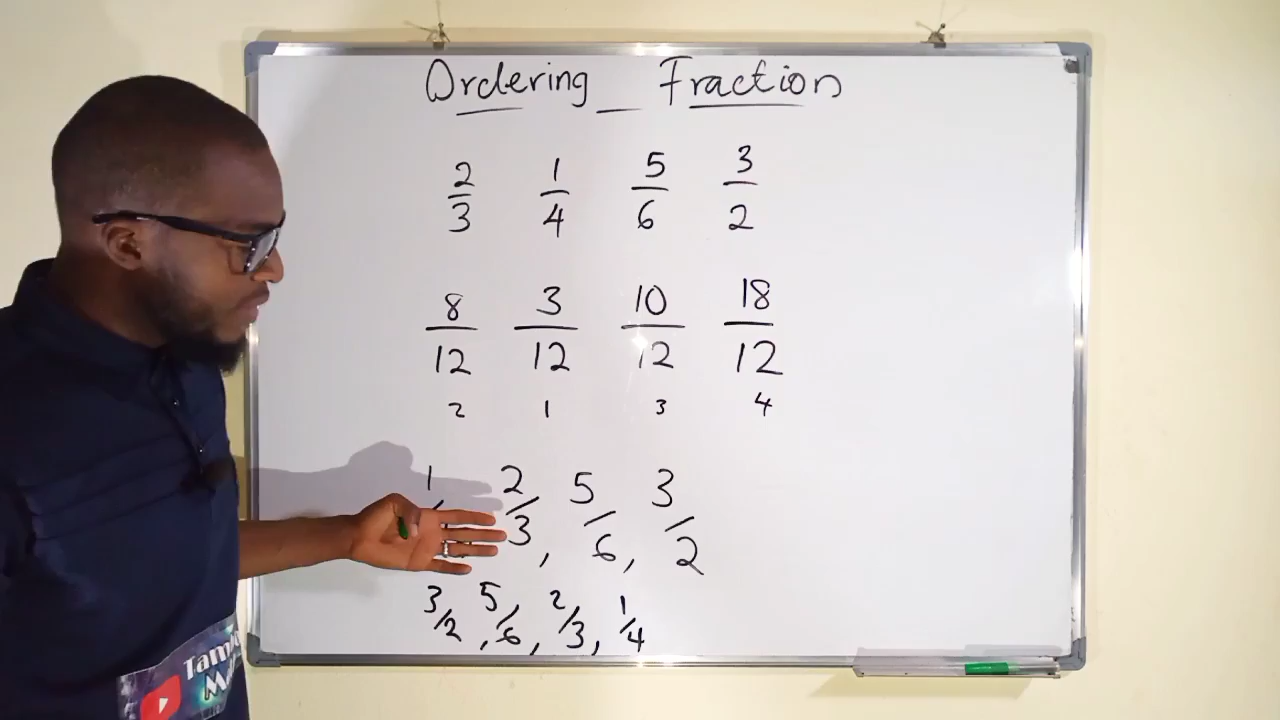 Ordering Fraction
2/3 1/4 5/6 3/2
8/12 3/12 10/12 18/12
2 1 3 4
1 2/3, 5/6, 3/2
3/2, 5/6, 2/3, 1/4